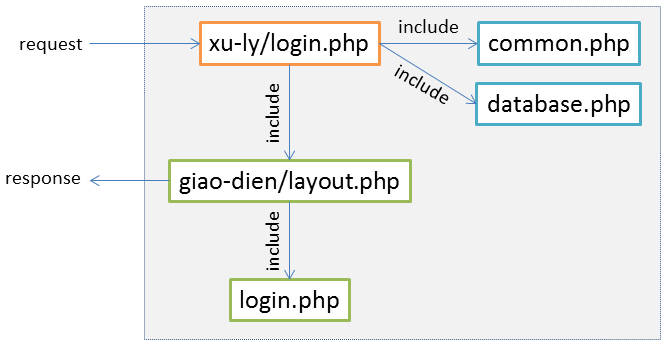 request
xu-ly/login.php
include
common.php
include
database.php
include
response
giao-dien/layout.php
include
login.php